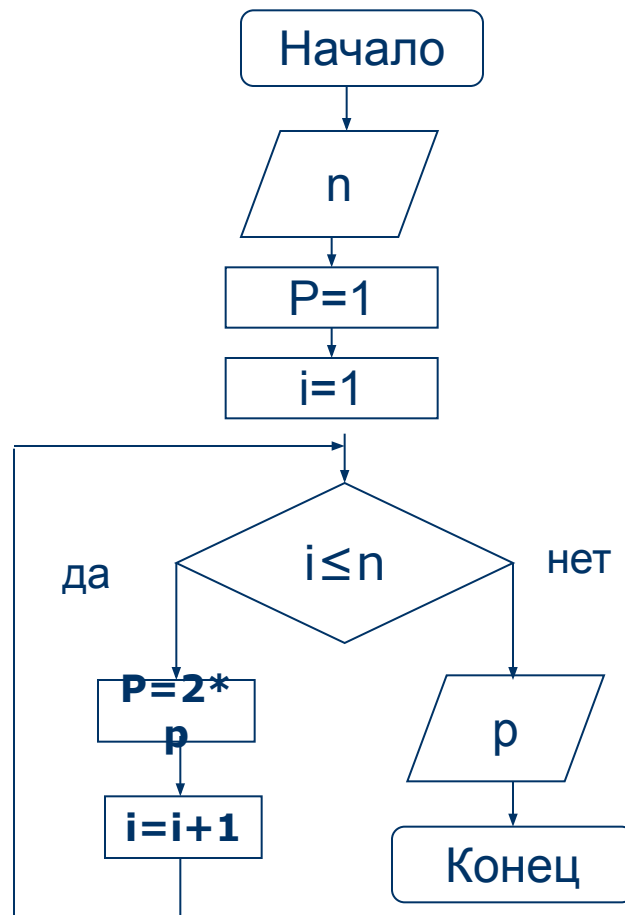 Начало
n
P=1
i=1
i≤n
да
нет
P=2*
p
p
i=i+1
Конец